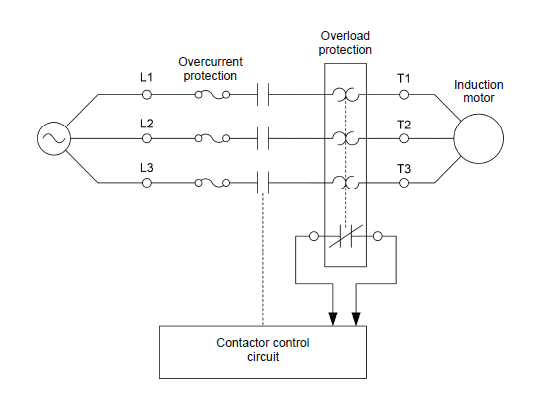 Overload
protection
Overcurrent
protection
L1
T1
Induction
motor
L2
T2
L3
T3
Contactor control
circuit